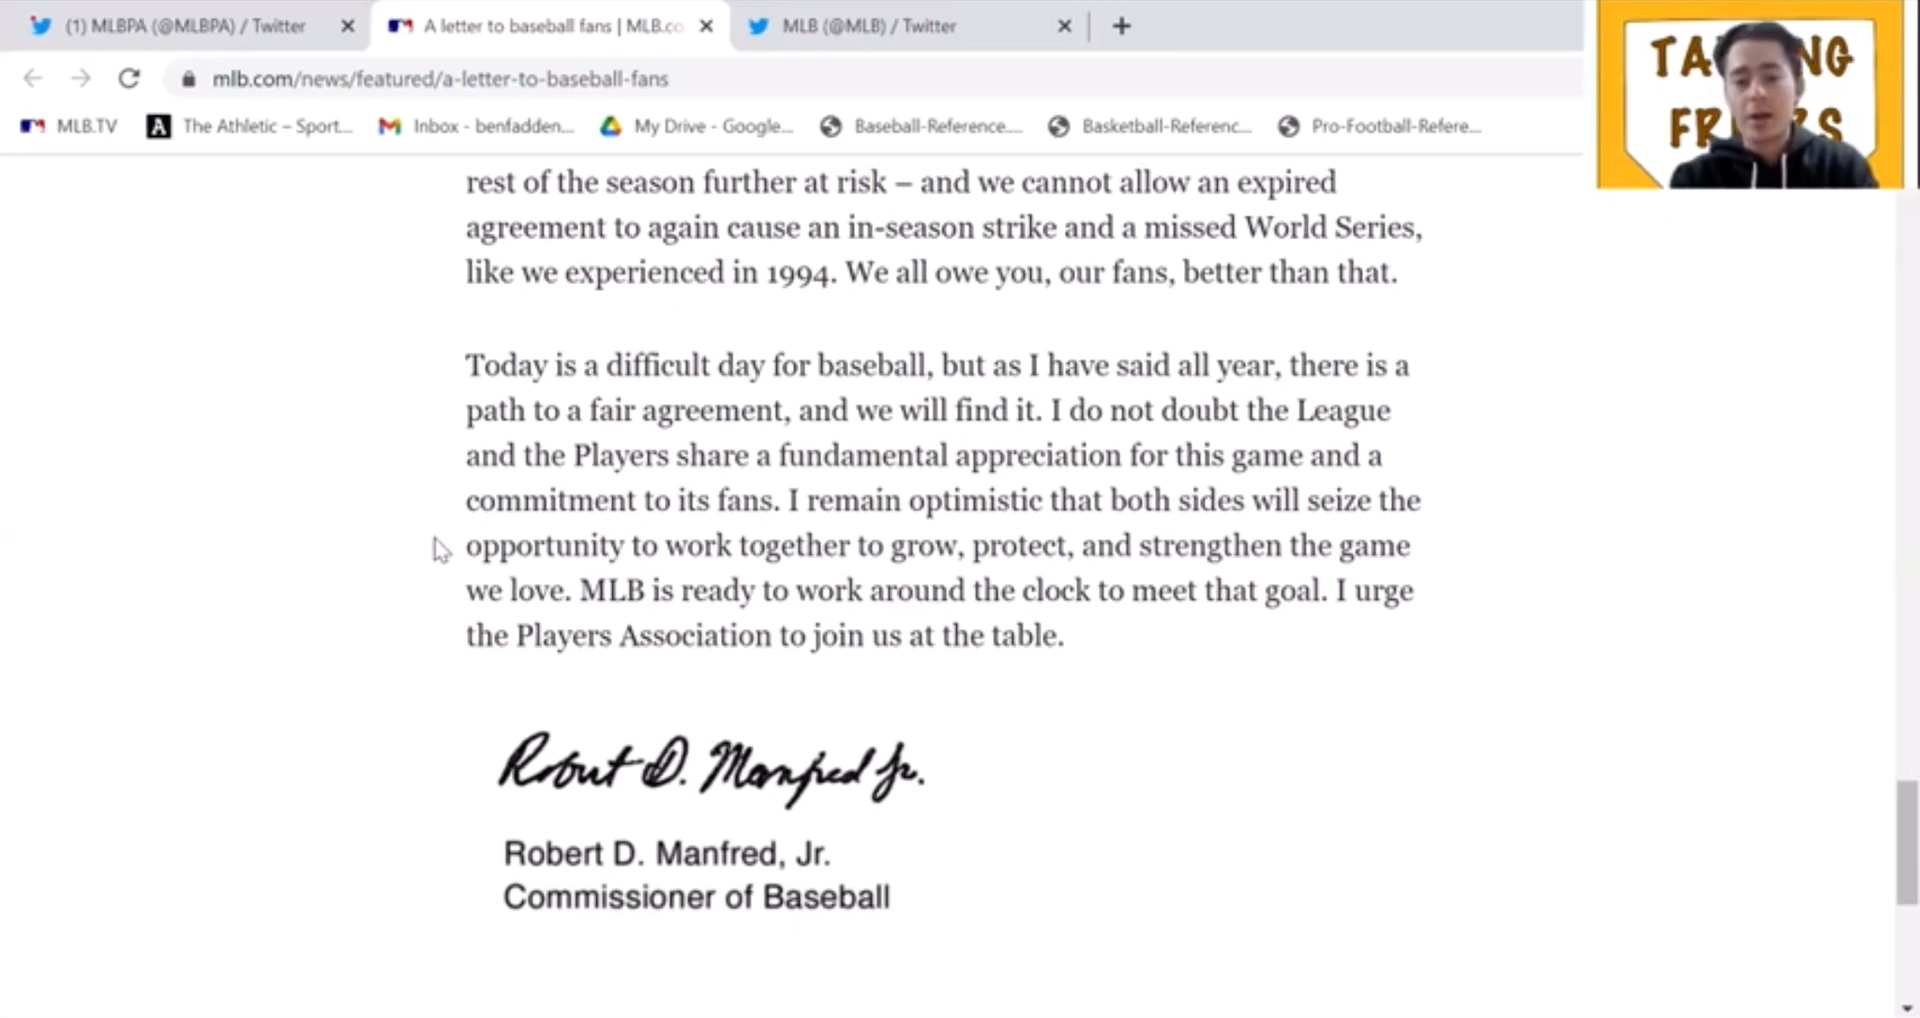 (1) MLBPA (@MLBPA) / Twitter
A letter to baseball fans | MLB.co
MLB (@MLB) / Twitter
mlb.com/news/featured/a-letter-to-baseball-fans
MLB.TV
A
The Athletic – Sport...
Inbox - benfadden...
My Drive - Google...
Baseball-Reference....
Basketball-Referenc...
Pro-Football-Refere...
rest of the season further at risk – and we cannot allow an expired
agreement to again cause an in-season strike and a missed World Series,
like we experienced in 1994. We all owe you, our fans, better than that.
Today is a difficult day for baseball, but as I have said all year, there is a
path to a fair agreement, and we will find it. I do not doubt the League
and the Players share a fundamental appreciation for this game and a
commitment to its fans. I remain optimistic that both sides will seize the
opportunity to work together to grow, protect, and strengthen the game
we love. MLB is ready to work around the clock to meet that goal. I urge
the Players Association to join us at the table.
Robert D. Manfred Jr.
Robert D. Manfred, Jr.
Commissioner of Baseball